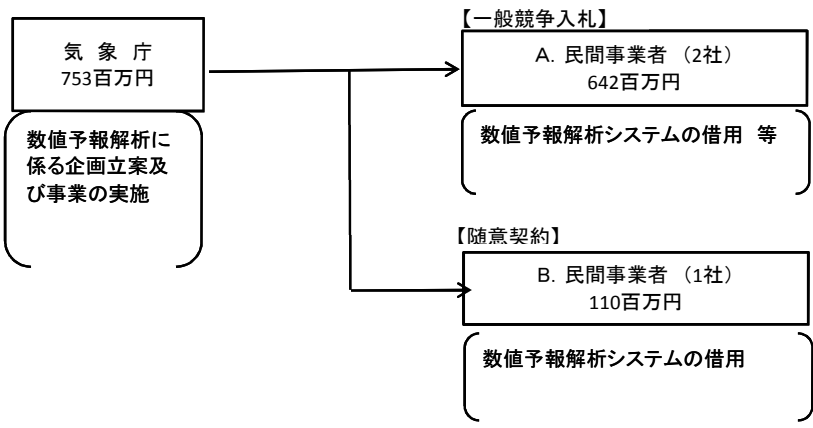 気 象 庁
753百万円
数値予報解析に
係る企画立案及
び事業の実施
【一般競争入札】
A. 民間事業者 （2社）
642百万円
数値予報解析システムの借用 等
【随意契約】
B. 民間事業者 （1社）
110百万円
数値予報解析システムの借用